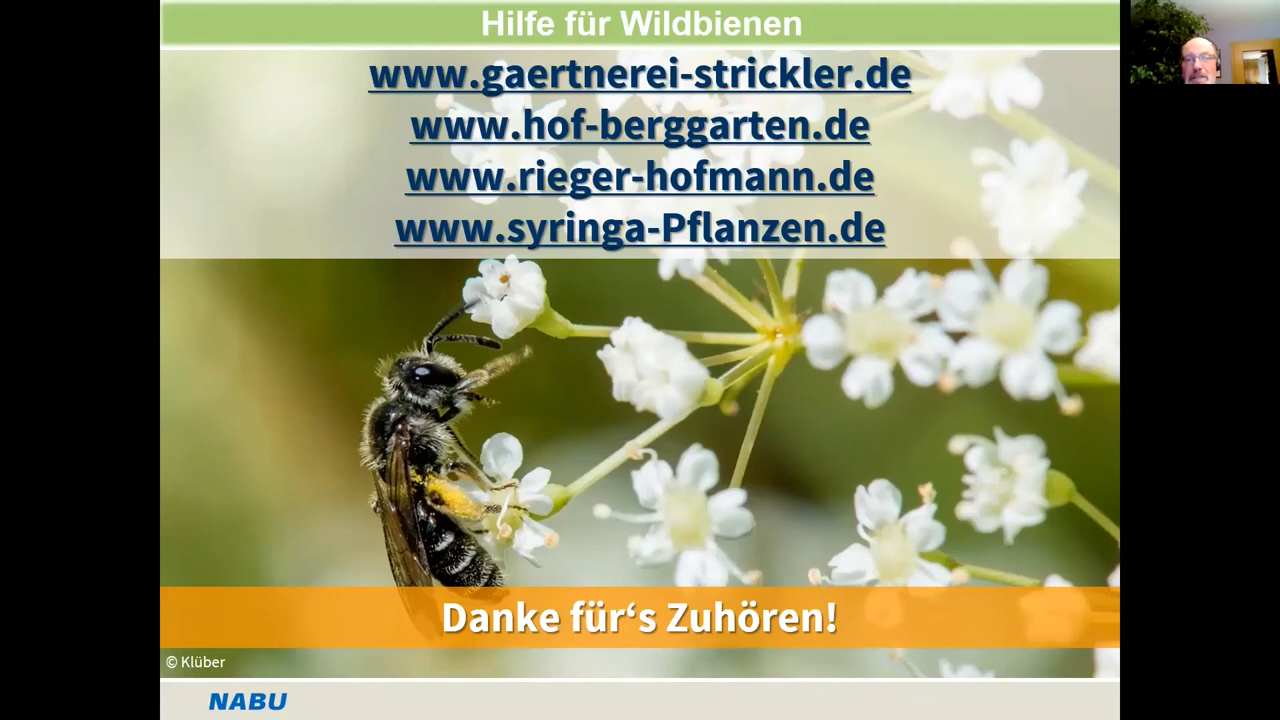 Hilfe für Wildbienen
www.gaertnerei-strickler.de
www.hof-berggarten.de
www.rieger-hofmann.de
www.syringa-Pflanzen.de
Danke für‘s Zuhören!
© Klüber
NABU